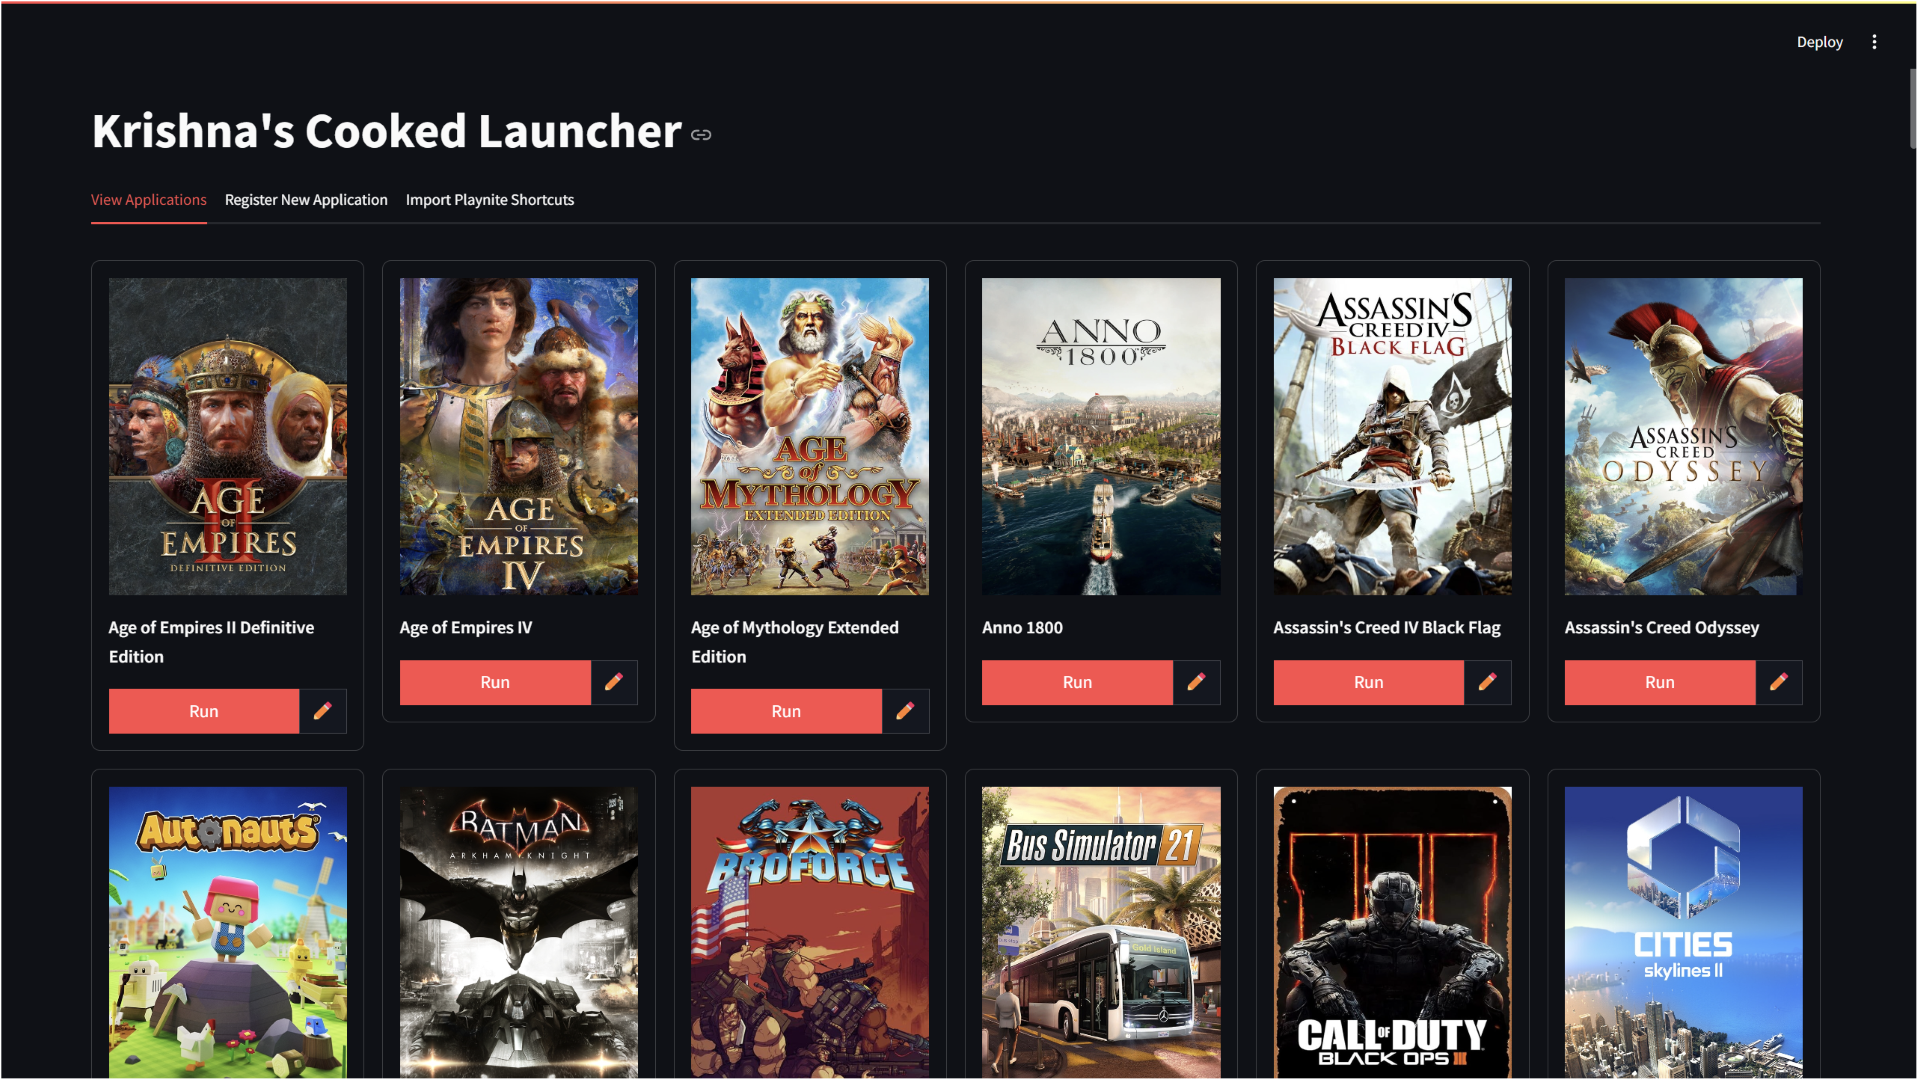 Deploy
Krishna's Cooked Launcher
View Applications Register New Application Import Playnite Shortcuts
AGE
OF
EMPIRES
II
DEFINITIVE EDITION
AGE
OF
EMPIRES
IV
AGE
of
MYTHOLOGY
EXTENDED EDITION
ANNO
1800
ASSASSIN'S
CREED IV
BLACK FLAG
ASSASSIN'S
CREED
ODYSSEY
Age of Empires II Definitive
Edition
Run
Age of Empires IV
Run
Age of Mythology Extended
Edition
Run
Anno 1800
Run
Assassin's Creed IV Black Flag
Run
Assassin's Creed Odyssey
Run
Autonauts
BATMAN
ARKHAM KNIGHT
BROFORCE
Bus Simulator 21
Gold Island
CALL OF DUTY
BLACK OPS III
CITIES
skylines II